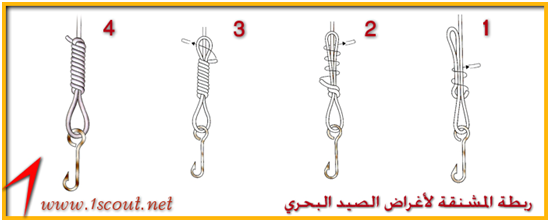 4 3 2 1
www.1scout.net
ربطة المشنقة لأغراض الصيد البحري